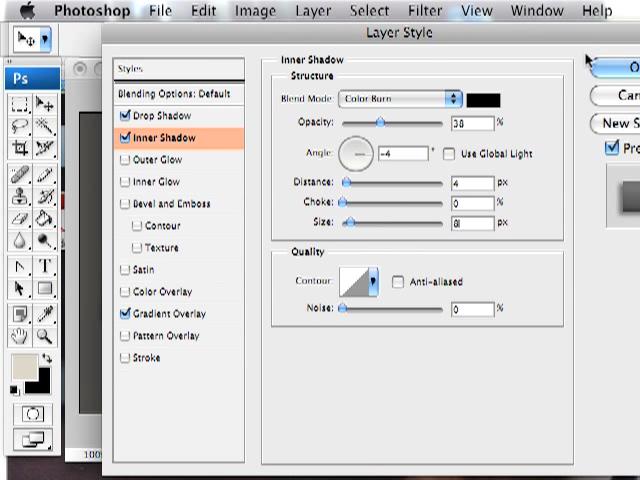 Photoshop File Edit Image Layer Select Filter View Window Help
Layer Style
Ps
Styles
Blending Options: Default
Drop Shadow
Inner Shadow
Outer Glow
Inner Glow
Bevel and Emboss
Contour
Texture
Satin
Color Overlay
Gradient Overlay
Pattern Overlay
Stroke
Inner Shadow
Structure
Blend Mode: Color Burn
Opacity: 38 %
Angle: -4 ° Use Global Light
Distance: 4 px
Choke: 0 %
Size: 8 px
Quality
Contour: Anti-aliased
Noise: 0 %
O
Can
New S
Pre
T
100